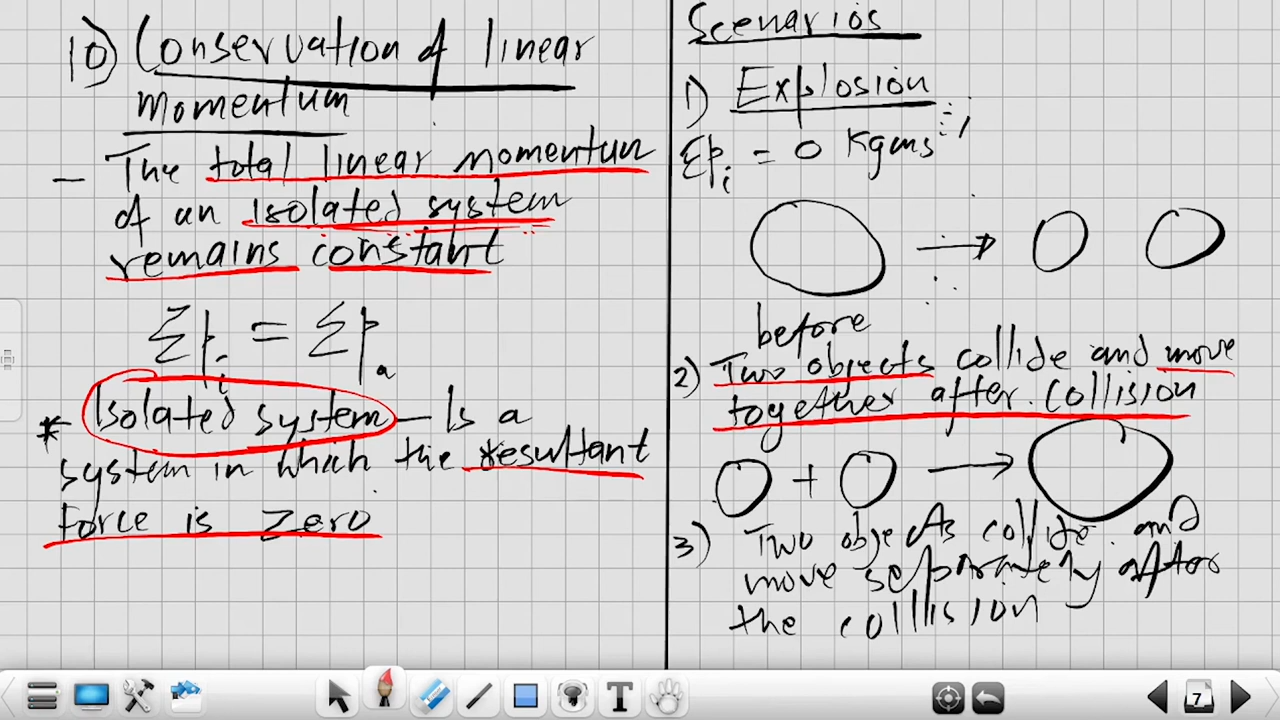 10) Conservation of linear
momentum
- The total linear momentum
of an isolated system
remains constant
Σpi = Σpa
* Isolated system - Is a
system in which the resultant
force is zero
Scenarios
1) Explosion
Σpi = 0 Kgms⁻¹
before
2) Two objects collide and move
together after collision
+
3) Two objects collide and
move separately after
the collision
T
7